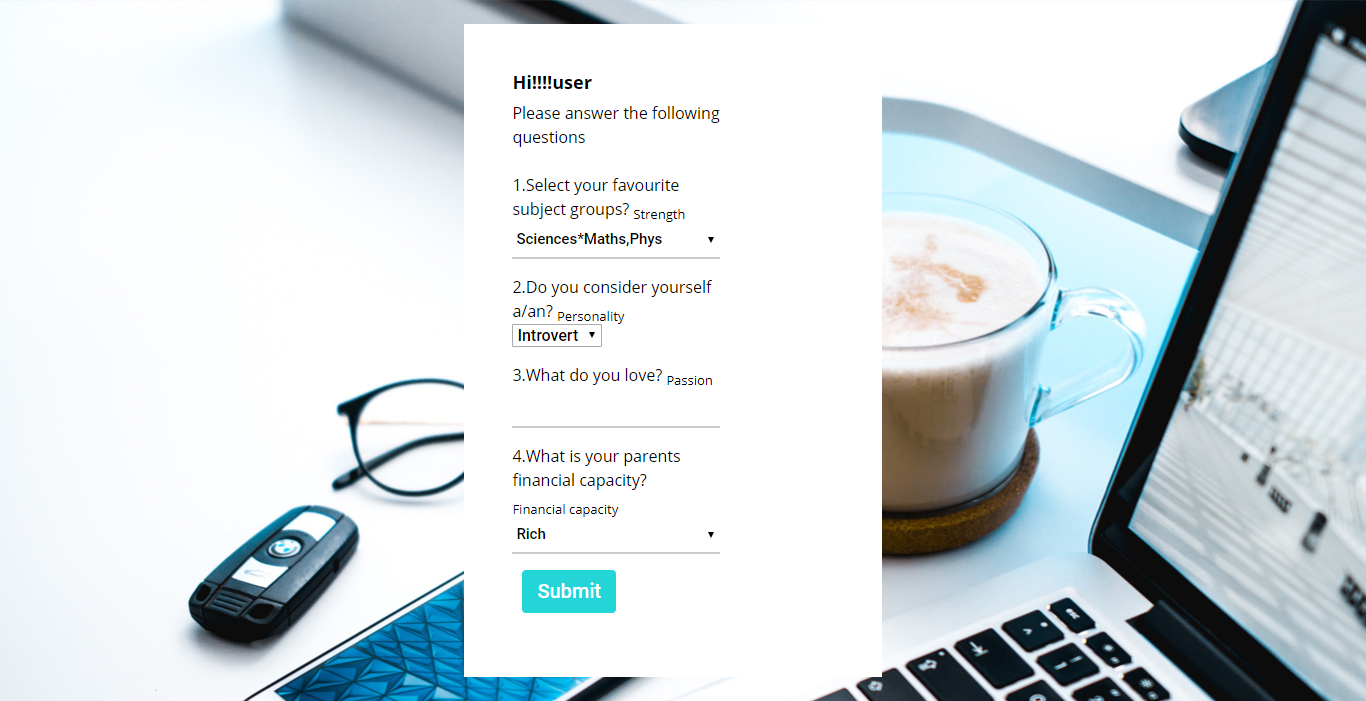 Hi!!!!user
Please answer the following
questions
1.Select your favourite
subject groups? Strength
Sciences*Maths,Phys
2.Do you consider yourself
a/an? Personality
Introvert
3.What do you love? Passion
4.What is your parents
financial capacity?
Financial capacity
Rich
Submit
esc